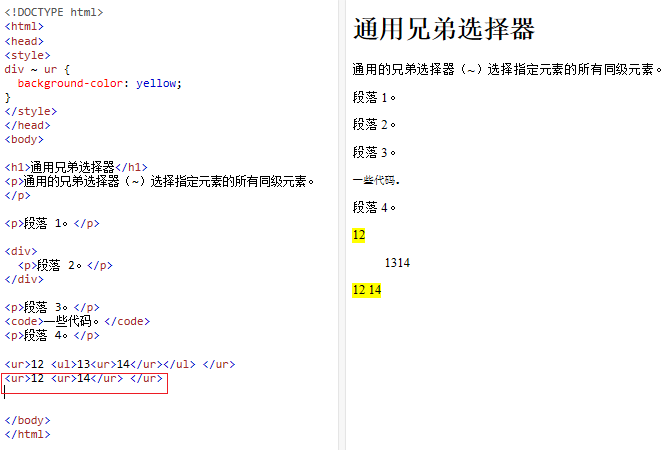 <!DOCTYPE html>
<html>
<head>
<style>
div ~ ur {
  background-color: yellow;
}
</style>
</head>
<body>
<h1>通用兄弟选择器</h1>
<p>通用的兄弟选择器（~）选择指定元素的所有同级元素。
</p>
<p>段落 1。</p>
<div>
  <p>段落 2。</p>
</div>
<p>段落 3。</p>
<code>一些代码。</code>
<p>段落 4。</p>
<ur>12 <ul>13<ur>14</ur></ul> </ur>
<ur>12 <ur>14</ur> </ur>
</body>
</html>
通用兄弟选择器
通用的兄弟选择器（~）选择指定元素的所有同级元素。
段落 1。
段落 2。
段落 3。
一些代码。
段落 4。
12
1314
12 14